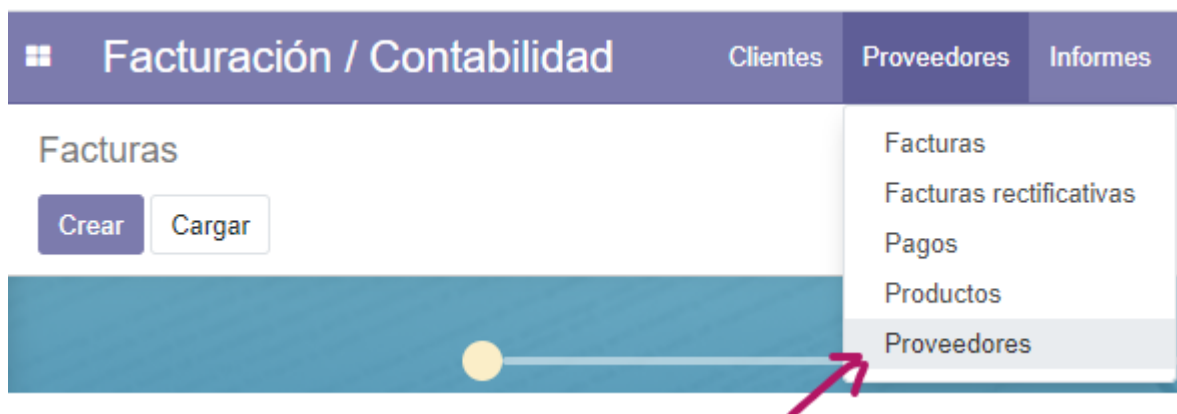 Facturación / Contabilidad Clientes Proveedores Informes
Facturas
Crear Cargar
Facturas
Facturas rectificativas
Pagos
Productos
Proveedores